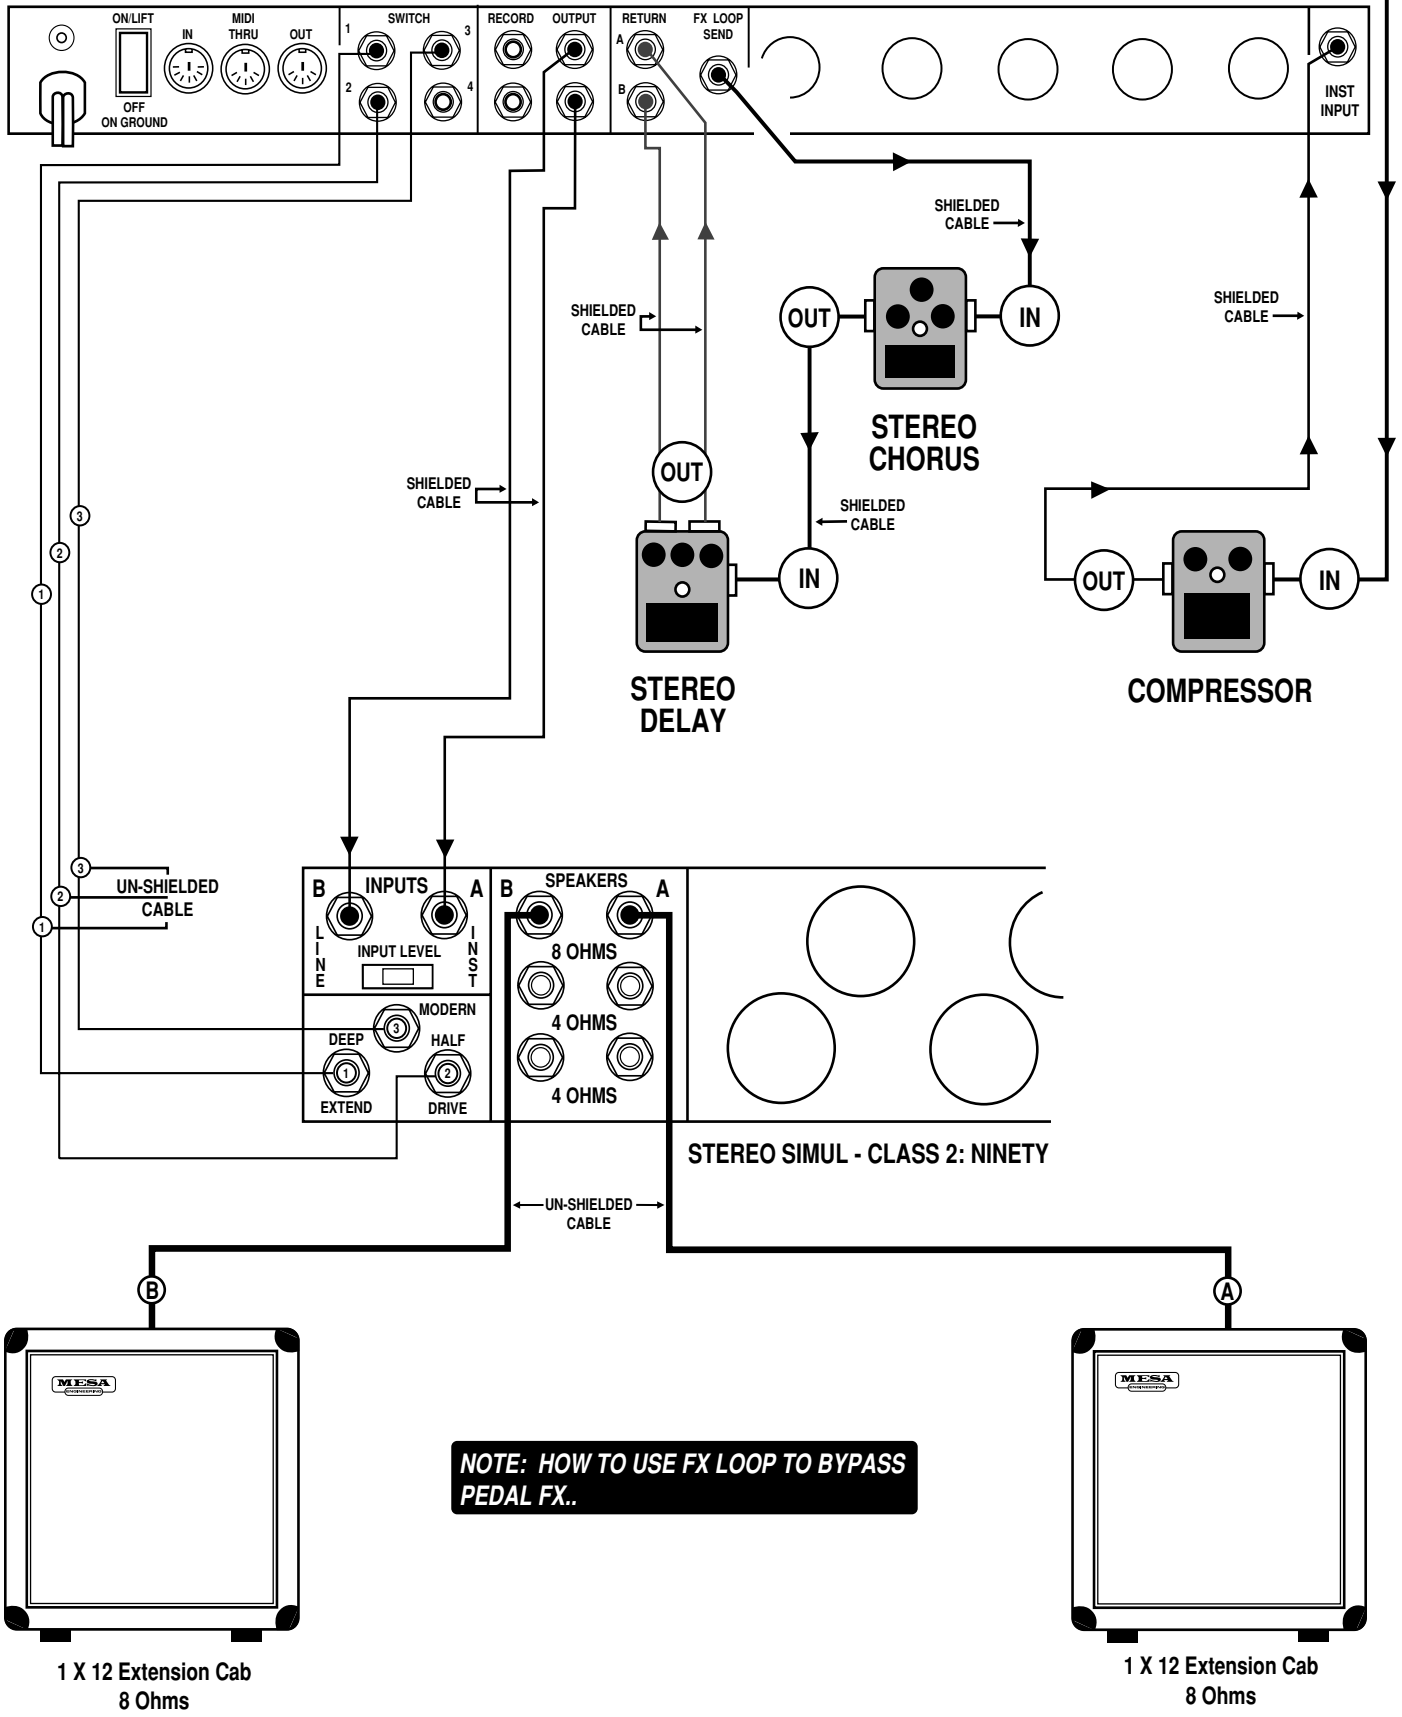 ON/LIFT
OFF
ON GROUND
MIDI
IN
THRU
OUT
SWITCH
1
3
2
4
RECORD
OUTPUT
RETURN
A
B
FX LOOP
SEND
INST
INPUT
SHIELDED
CABLE
SHIELDED
CABLE
SHIELDED
CABLE
OUT
IN
STEREO
CHORUS
OUT
SHIELDED
CABLE
SHIELDED
CABLE
3
2
1
IN
STEREO
DELAY
OUT
IN
COMPRESSOR
3
2
1
UN-SHIELDED
CABLE
B
INPUTS
A
LINE
INST
INPUT LEVEL
B
SPEAKERS
A
8 OHMS
4 OHMS
4 OHMS
3
MODERN
DEEP
HALF
1
2
EXTEND
DRIVE
STEREO SIMUL - CLASS 2: NINETY
UN-SHIELDED
CABLE
B
A
MESA
ENGINEERING
MESA
ENGINEERING
NOTE: HOW TO USE FX LOOP TO BYPASS
PEDAL FX..
1 X 12 Extension Cab
8 Ohms
1 X 12 Extension Cab
8 Ohms